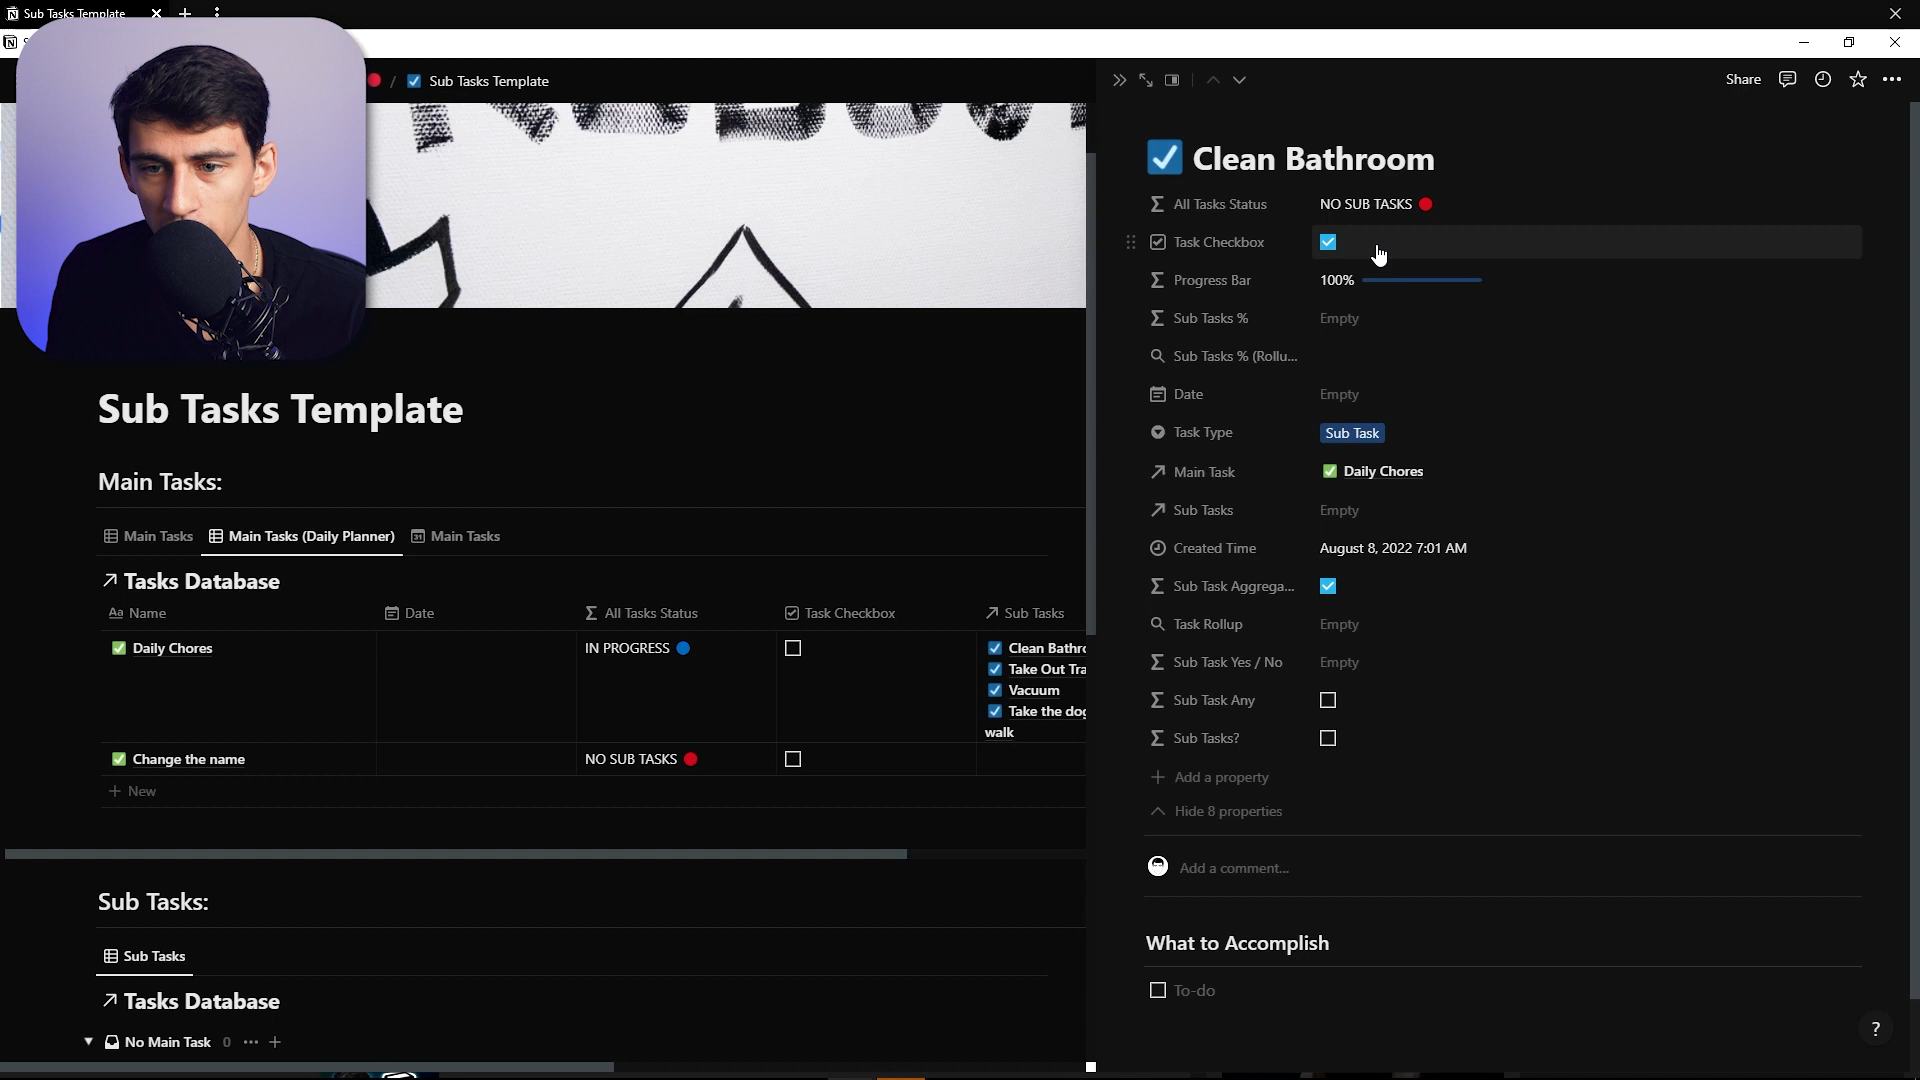 Sub Tasks Template
/ Sub Tasks Template
Share
Sub Tasks Template
Main Tasks:
Main Tasks
Main Tasks (Daily Planner)
Main Tasks
Tasks Database
Aa Name
Date
All Tasks Status
Task Checkbox
Sub Tasks
Daily Chores
IN PROGRESS
Clean Bathro
Take Out Tra
Vacuum
Take the dog
walk
Change the name
NO SUB TASKS
+ New
Sub Tasks:
Sub Tasks
Tasks Database
No Main Task 0
Clean Bathroom
All Tasks Status
NO SUB TASKS
Task Checkbox
Progress Bar
100%
Sub Tasks %
Empty
Sub Tasks % (Rollu...
Date
Empty
Task Type
Sub Task
Main Task
Daily Chores
Sub Tasks
Empty
Created Time
August 8, 2022 7:01 AM
Sub Task Aggrega...
Task Rollup
Empty
Sub Task Yes / No
Empty
Sub Task Any
Sub Tasks?
+ Add a property
Hide 8 properties
Add a comment...
What to Accomplish
To-do
?